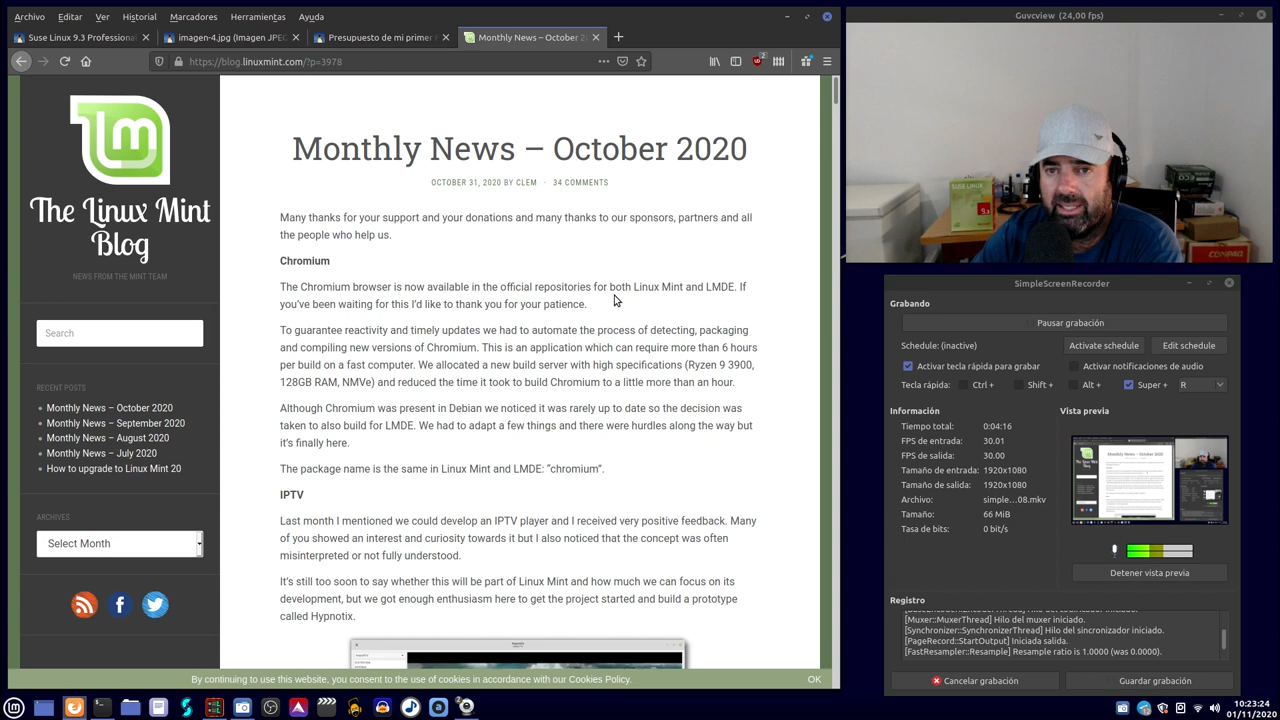 Archivo Editar Ver Historial Marcadores Herramientas Ayuda
Suse Linux 9.3 Professiona
imagen-4.jpg (Imagen JPEG
Presupuesto de mi primer
Monthly News – October 2
https://blog.linuxmint.com/?p=3978
2
The Linux Mint
Blog
NEWS FROM THE MINT TEAM
Search
RECENT POSTS
Monthly News – October 2020
Monthly News – September 2020
Monthly News – August 2020
Monthly News – July 2020
How to upgrade to Linux Mint 20
ARCHIVES
Select Month
Monthly News – October 2020
OCTOBER 31, 2020 BY CLEM · 34 COMMENTS
Many thanks for your support and your donations and many thanks to our sponsors, partners and all
the people who help us.
Chromium
The Chromium browser is now available in the official repositories for both Linux Mint and LMDE. If
you've been waiting for this I'd like to thank you for your patience.
To guarantee reactivity and timely updates we had to automate the process of detecting, packaging
and compiling new versions of Chromium. This is an application which can require more than 6 hours
per build on a fast computer. We allocated a new build server with high specifications (Ryzen 9 3900,
128GB RAM, NMVe) and reduced the time it took to build Chromium to a little more than an hour.
Although Chromium was present in Debian we noticed it was rarely up to date so the decision was
taken to also build for LMDE. We had to adapt a few things and there were hurdles along the way but
it's finally here.
The package name is the same in Linux Mint and LMDE: "chromium".
IPTV
Last month I mentioned we could develop an IPTV player and I received very positive feedback. Many
of you showed an interest and curiosity towards it but I also noticed that the concept was often
misinterpreted or not fully understood.
It's still too soon to say whether this will be part of Linux Mint and how much we can focus on its
development, but we got enough enthusiasm here to get the project started and build a prototype
called Hypnotix.
By continuing to use this website, you consent to the use of cookies in accordance with our Cookies Policy. OK
Guvcview (24,00 fps)
SUSE LINUX
9.3
COMPAQ
SimpleScreenRecorder
Grabando
Pausar grabación
Schedule: (inactive) Activate schedule Edit schedule
Activar tecla rápida para grabar Activar notificaciones de audio
Tecla rápida: Ctrl + Shift + Alt + Super + R
Información
Tiempo total: 0:04:16
FPS de entrada: 30.01
FPS de salida: 30.00
Tamaño de entrada: 1920x1080
Tamaño de salida: 1920x1080
Archivo: simple...08.mkv
Tamaño: 66 MiB
Tasa de bits: 0 bit/s
Vista previa
Monthly News – October 2020
Detener vista previa
Registro
[Muxer::MuxerThread] Hilo del muxer iniciado.
[Synchronizer::SynchronizerThread] Hilo del sincronizador iniciado.
[PageRecord::StartOutput] Iniciada salida.
[FastResampler::Resample] Resample ratio is 1.0000 (was 0.0000).
Cancelar grabación Guardar grabación
10:23:24
01/11/2020